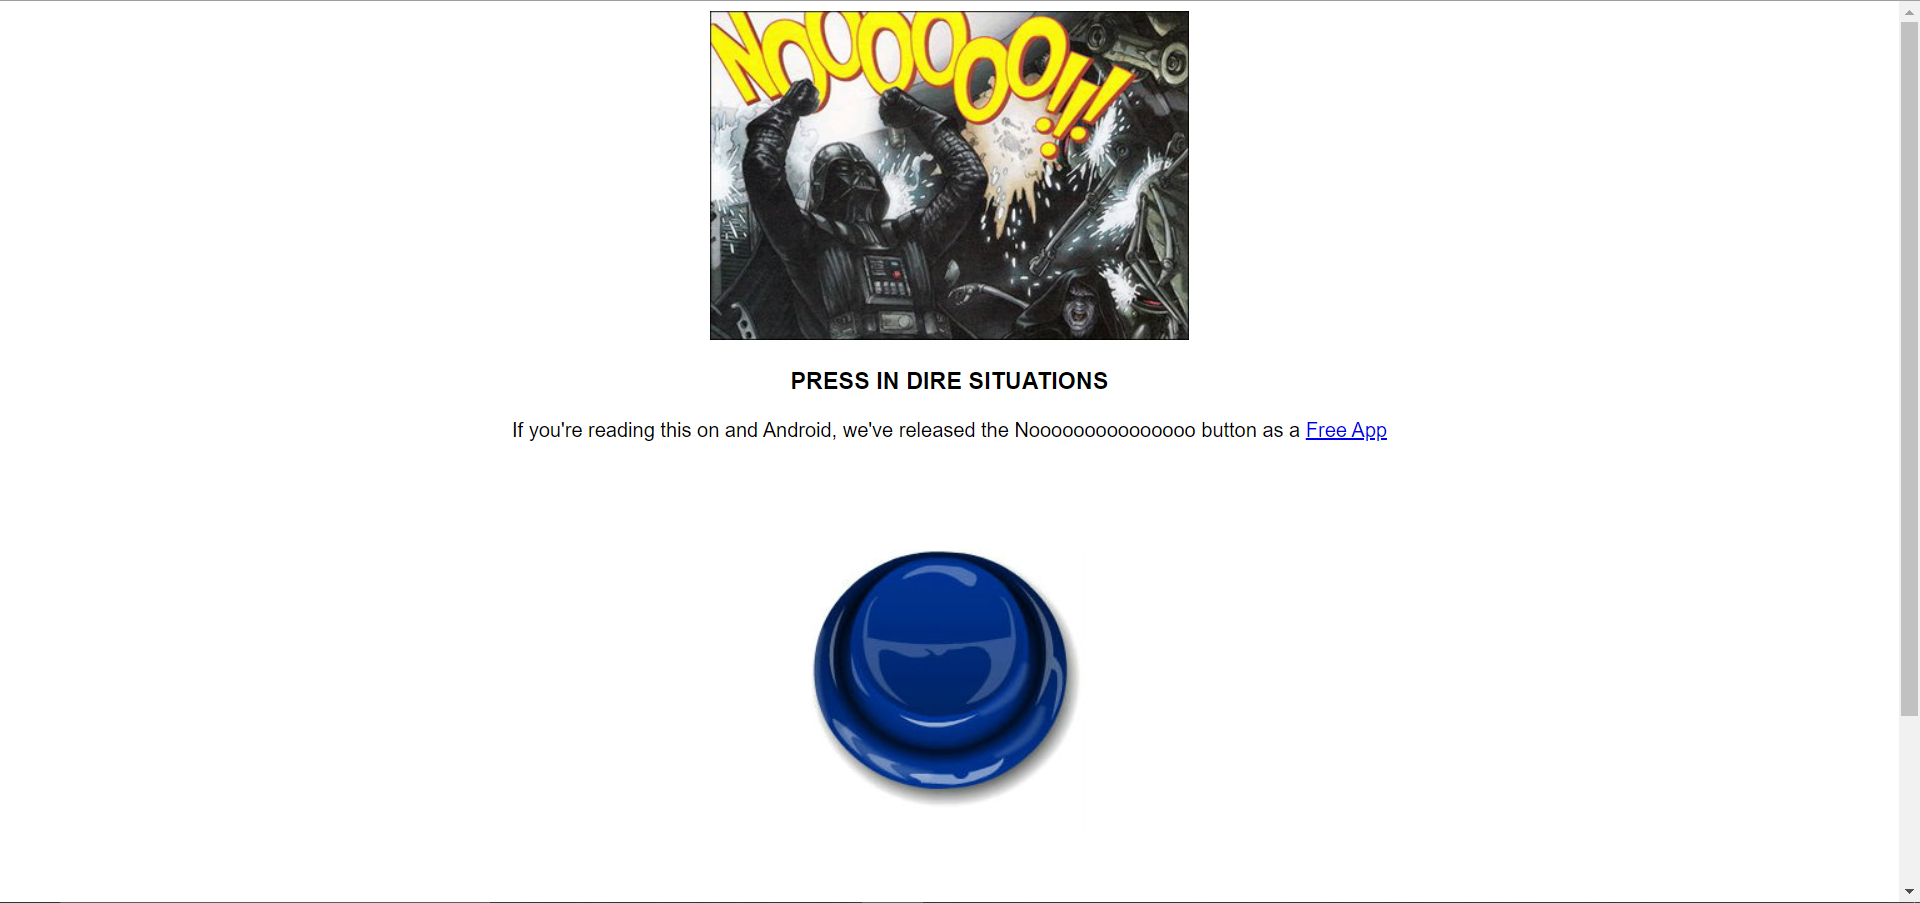 NOOOOOO!!!
PRESS IN DIRE SITUATIONS
If you're reading this on and Android, we've released the Nooooooooooooooo button as a Free App